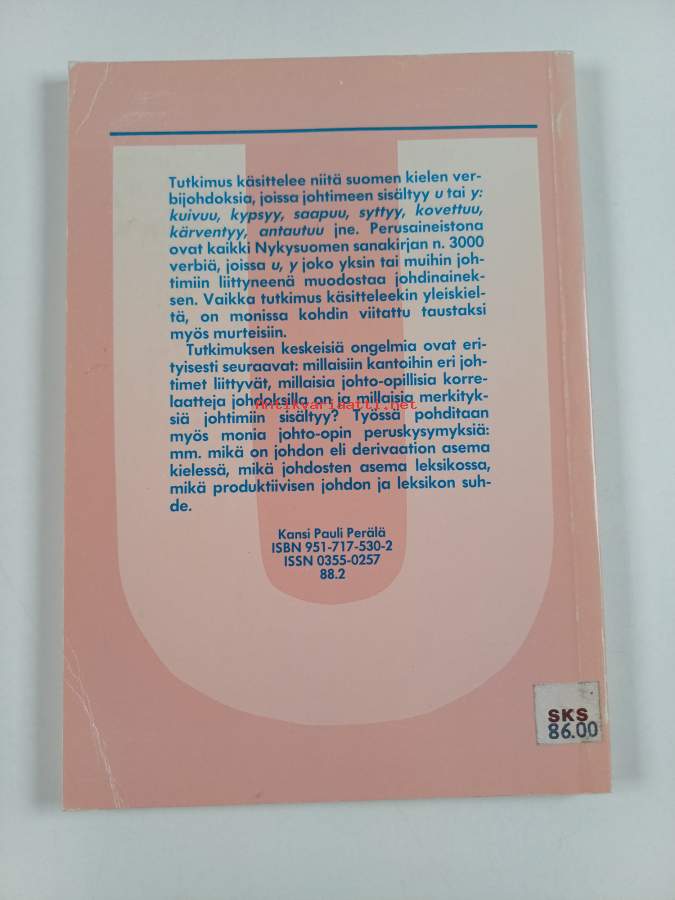 Tutkimus käsittelee niitä suomen kielen ver-
bijohdoksia, joissa johtimeen sisältyy u tai y:
kuivuu, kypsyy, saapuu, syttyy, kovettuu,
kärventyy, antautuu jne. Perusaineistona
ovat kaikki Nykysuomen sanakirjan n. 3000
verbiä, joissa u, y joko yksin tai muihin joh-
timiin liittyneenä muodostaa johdinainek-
sen. Vaikka tutkimus käsitteleekin yleiskiel-
tä, on monissa kohdin viitattu taustaksi
myös murteisiin.
Tutkimuksen keskeisiä ongelmia ovat eri-
tyisesti seuraavat: millaisiin kantoihin eri joh-
timet liittyvät, millaisia johto-opillisia korre-
laatteja johdoksilla on ja millaisia merkityk-
siä johtimiin sisältyy? Työssä pohditaan
myös monia johto-opin peruskysymyksiä:
mm. mikä on johdon eli derivaation asema
kielessä, mikä johdosten asema leksikossa,
mikä produktiivisen johdon ja leksikon suh-
de.
Antikvariaatti.net
Kansi Pauli Perälä
ISBN 951-717-530-2
ISSN 0355-0257
88.2
SKS
86.00